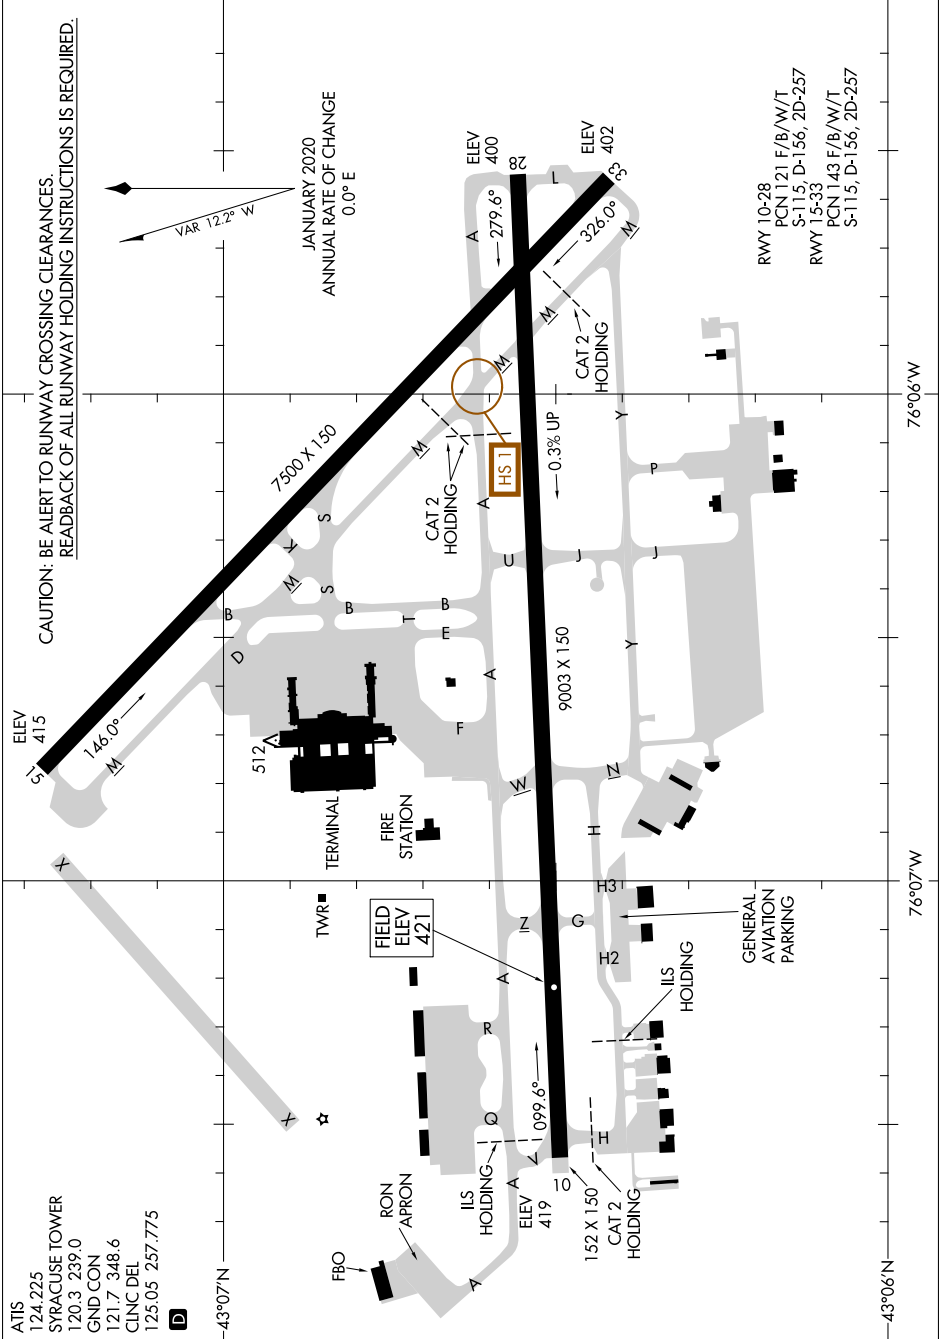 CAUTION: BE ALERT TO RUNWAY CROSSING CLEARANCES.
READBACK OF ALL RUNWAY HOLDING INSTRUCTIONS IS REQUIRED.
VAR 12.2° W
JANUARY 2020
ANNUAL RATE OF CHANGE
0.0° E
ELEV
400
28
ELEV
402
33
A
L
279.6°
326.0°
M
RWY 10-28
PCN 121 F/B/W/T
S-115, D-156, 2D-257
RWY 15-33
PCN 143 F/B/W/T
S-115, D-156, 2D-257
M
CAT 2
HOLDING
M
76°06'W
7500 X 150
M
HS 1
0.3% UP
Y
P
CAT 2
HOLDING
A
S
K
U
J
J
M
S
B
B
T
B
E
D
A
9003 X 150
Y
ELEV
415
15
146.0°
M
512
F
W
N
TERMINAL
FIRE
STATION
H
X
76°07'W
TWR
FIELD
ELEV
421
Z
G
H3
H2
GENERAL
AVIATION
PARKING
A
ILS
HOLDING
R
099.6°
X
Q
H
V
ILS
HOLDING
A
ELEV
419
10
152 X 150
CAT 2
HOLDING
RON
APRON
FBO
A
ATIS
124.225
SYRACUSE TOWER
120.3 239.0
GND CON
121.7 348.6
CLNC DEL
125.05 257.775
D
43°07'N
43°06'N